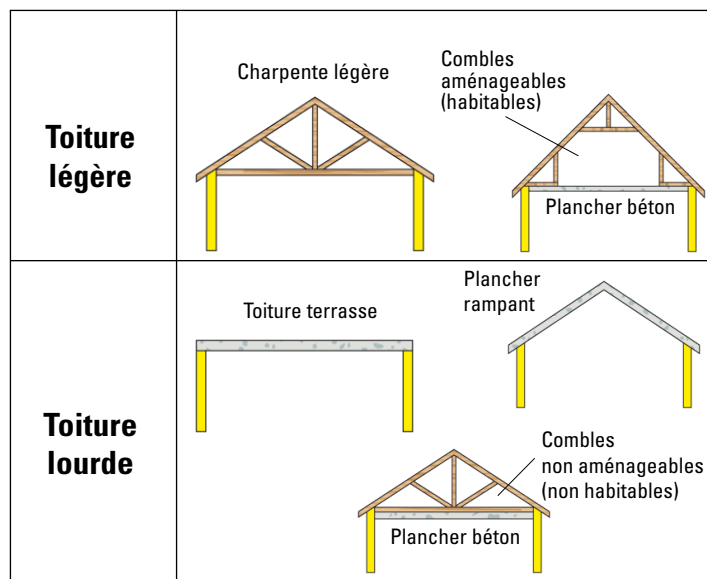 Toiture
légère
Charpente légère
Combles
aménageables
(habitables)
Plancher béton
Toiture
lourde
Toiture terrasse
Plancher
rampant
Combles
non aménageables
(non habitables)
Plancher béton